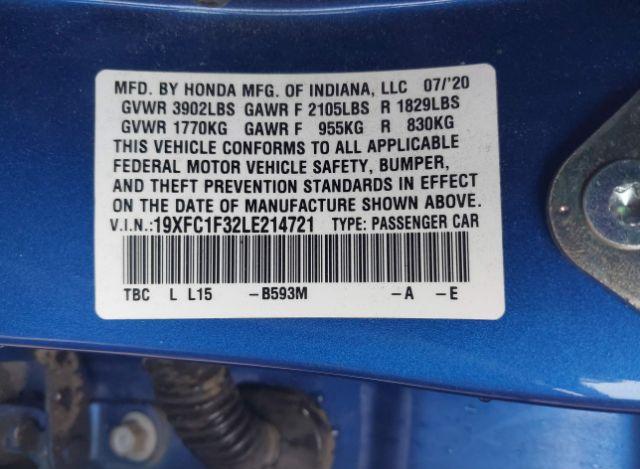 MFD. BY HONDA MFG. OF INDIANA, LLC 07/'20
GVWR 3902LBS GAWR F 2105LBS R 1829LBS
GVWR 1770KG GAWR F 955KG R 830KG
THIS VEHICLE CONFORMS TO ALL APPLICABLE
FEDERAL MOTOR VEHICLE SAFETY, BUMPER,
AND THEFT PREVENTION STANDARDS IN EFFECT
ON THE DATE OF MANUFACTURE SHOWN ABOVE.
V.I.N.:19XFC1F32LE214721 TYPE: PASSENGER CAR
TBC L L15 –B593M –A –E